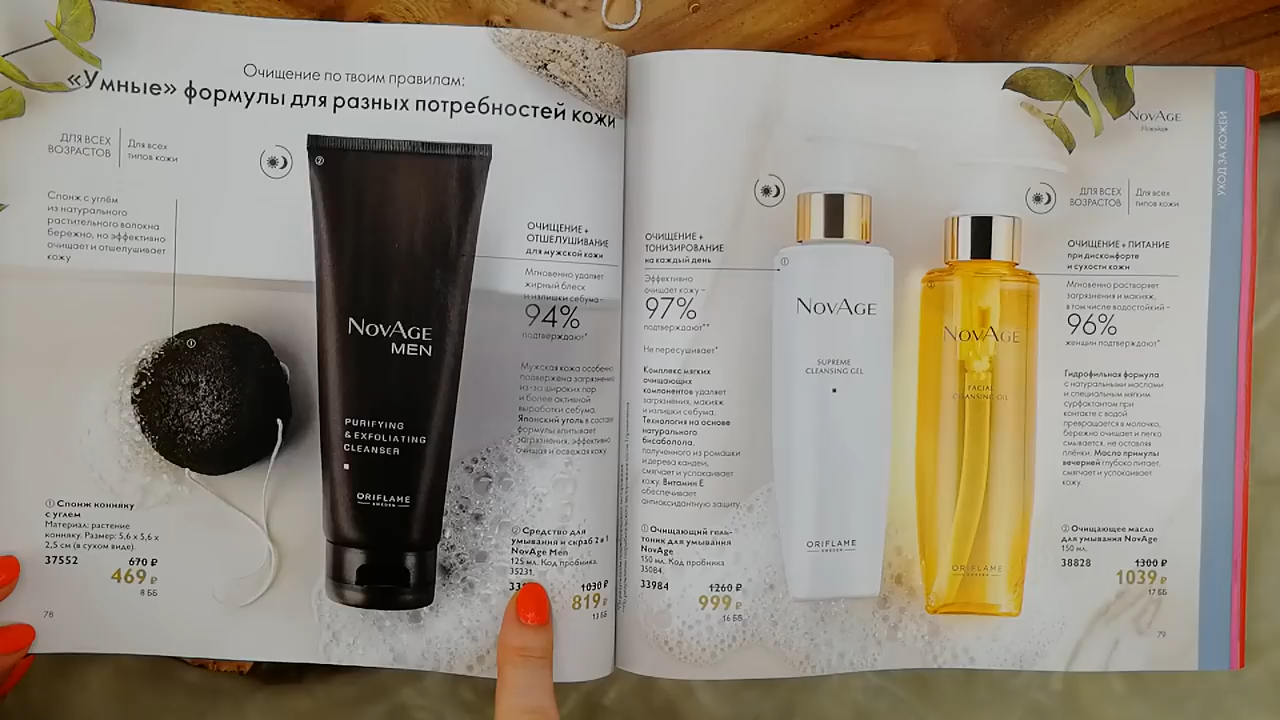 Очищение по твоим правилам:
«Умные» формулы для разных потребностей кожи
ДЛЯ ВСЕХ
ВОЗРАСТОВ
Для всех
типов кожи
Спонж с углём
из натурального
растительного волокна
бережно, но эффективно
очищает и отшелушивает
кожу
①
① Спонж конняку
с углем
Материал: растение
конняку. Размер: 5,6 х 5,6 х
2,5 см (в сухом виде).
37552 670 ₽
469 ₽
8 ББ
78
②
NOVAGE
MEN
PURIFYING
& EXFOLIATING
CLEANSER
ORIFLAME
SWEDEN
ОЧИЩЕНИЕ +
ОТШЕЛУШИВАНИЕ
для мужской кожи
Мгновенно удаляет
жирный блеск
и излишки себума –
94%
подтверждают*
Мужская кожа особенно
подвержена загрязнениям
из-за широких пор
и более активной
выработки себума.
Японский уголь в составе
формулы впитывает
загрязнения, эффективно
очищая и освежая кожу.
② Средство для
умывания и скраб 2 в 1
NovAge Men
125 мл. Код пробника
35231.
1030 ₽
819 ₽
13 ББ
ОЧИЩЕНИЕ +
ТОНИЗИРОВАНИЕ
на каждый день
Эффективно
очищает кожу –
97%
подтверждают**
Не пересушивает*
Комплекс мягких
очищающих
компонентов удаляет
загрязнения, макияж
и излишки себума.
Технология на основе
натурального
бисаболола,
полученного из ромашки
и дерева кандеи,
смягчает и успокаивает
кожу. Витамин Е
обеспечивает
антиоксидантную защиту.
① Очищающий гель-
тоник для умывания
NovAge
150 мл. Код пробника
35084.
33984 1260 ₽
999 ₽
16 ББ
①
NOVAGE
SUPREME
CLEANSING GEL
ORIFLAME
SWEDEN
NOVAGE
FACIAL
CLEANSING OIL
ORIFLAME
SWEDEN
NOVAGE
Новэйдж
УХОД ЗА КОЖЕЙ
ДЛЯ ВСЕХ
ВОЗРАСТОВ
Для всех
типов кожи
ОЧИЩЕНИЕ + ПИТАНИЕ
при дискомфорте
и сухости кожи
Мгновенно растворяет
загрязнения и макияж,
в том числе водостойкий –
96%
женщин подтверждают*
Гидрофильная формула
с натуральными маслами
и специальным мягким
сурфактантом при
контакте с водой
превращается в молочко,
бережно очищает и легко
смывается, не оставляя
плёнки. Масло примулы
вечерней глубоко питает,
смягчает и успокаивает
кожу.
② Очищающее масло
для умывания NovAge
150 мл.
38828 1300 ₽
1039 ₽
17 ББ
79